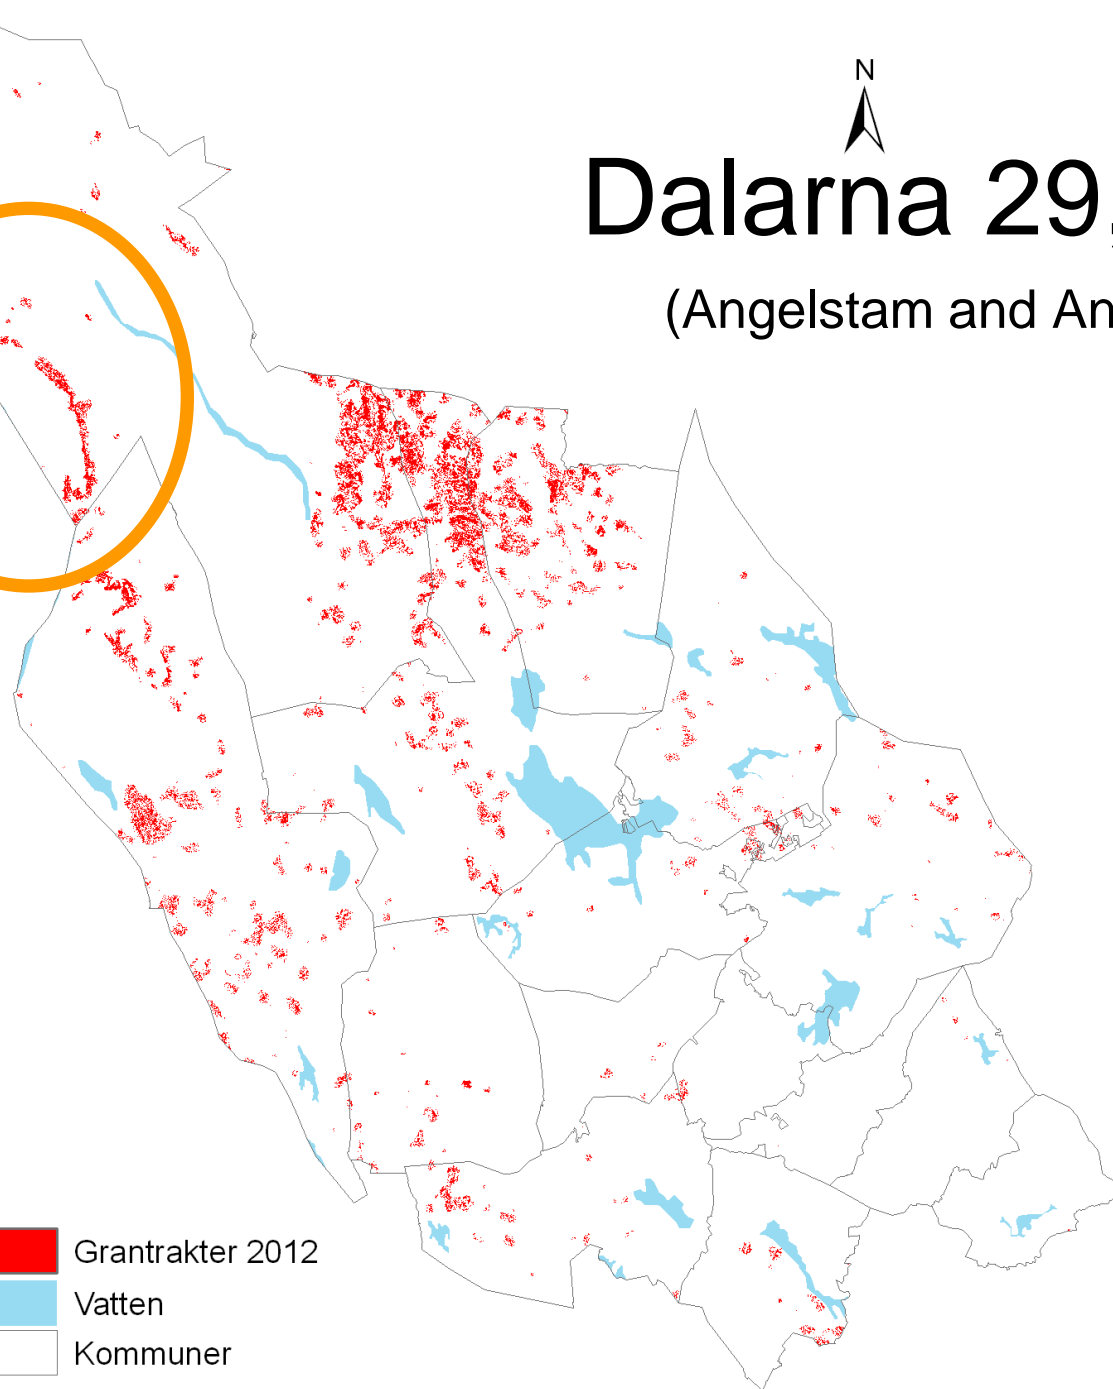 N
Dalarna 29,
(Angelstam and An
Grantrakter 2012
Vatten
Kommuner